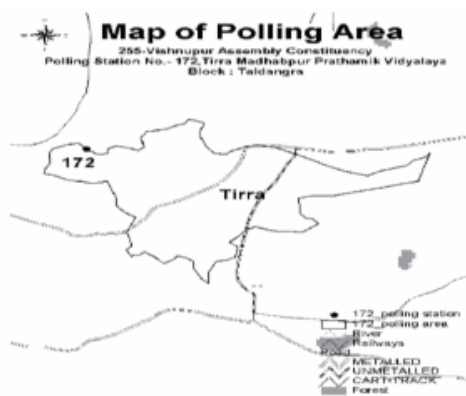 Map of Polling Area
255-Vishnupur Assembly Constituency
Polling Station No.- 172,Tirra Madhabpur Prathamik Vidyalaya
Block : Taldangra
172
Tirra
172_polling station
172_polling area
River
Railways
Road
METALLED
UNMETALLED
CART-TRACK
Forest